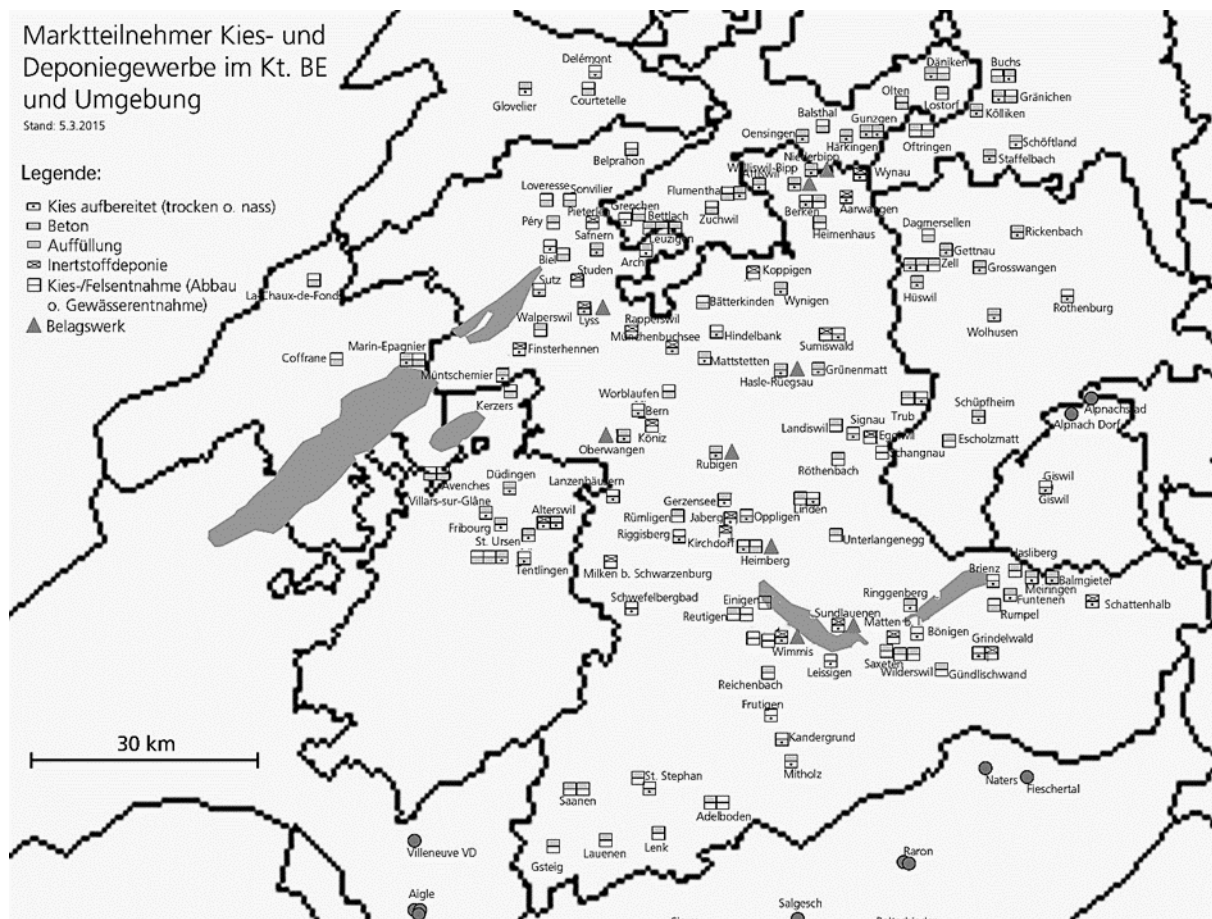 Marktteilnehmer Kies- und
Deponiegewerbe im Kt. BE
und Umgebung
Stand: 5.3.2015
Legende:
Kies aufbereitet (trocken o. nass)
Beton
Auffüllung
Inertstoffdeponie
Kies-/Felsentnahme (Abbau
o. Gewässerentnahme)
Belagswerk
30 km
Delémont
Glovelier
Courtetelle
Belprahon
Däniken
Buchs
Olten
Lostorf
Gränichen
Kölliken
Balsthal
Gunzgen
Oensingen
Härkingen
Oftringen
Schöftland
Staffelbach
Niederbipp
Walliswil-Bipp
Attiswil
Wynau
Loveresse
Sonvilier
Flumenthal
Pieterlen
Grenchen
Bettlach
Zuchwil
Berken
Aarwangen
Péry
Safnern
Leuzigen
Heimenhaus
Dagmersellen
Rickenbach
Biel
Arch
Gettnau
Zell
Grosswangen
La-Chaux-de-Fonds
Sutz
Studen
Koppigen
Wynigen
Hüswil
Rothenburg
Bätterkinden
Lyss
Walperswil
Rapperswil
Münchenbuchsee
Hindelbank
Sumiswald
Wolhusen
Coffrane
Marin-Epagnier
Finsterhennen
Mattstetten
Müntschemier
Hasle-Rüegsau
Grünenmatt
Kerzers
Worblaufen
Bern
Trub
Schüpfheim
Alpnachstad
Alpnach Dorf
Köniz
Oberwangen
Landiswil
Signau
Eggiwil
Escholzmatt
Schangnau
Rubigen
Röthenbach
Avenches
Düdingen
Lanzenhäusern
Giswil
Giswil
Villars-sur-Glâne
Gerzensee
Linden
Alterswil
Rümligen
Jaberg
Oppligen
Fribourg
St. Ursen
Riggisberg
Kirchdorf
Unterlangenegg
Heimberg
Tentlingen
Milken b. Schwarzenburg
Hasliberg
Brienz
Meiringen
Balmgieter
Schwefelbergbad
Einigen
Ringgenberg
Funtenen
Schattenhalb
Reutigen
Sundlauenen
Rumpel
Matten b. I
Bönigen
Wimmis
Grindelwald
Leissigen
Saxeten
Wilderswil
Gündlischwand
Reichenbach
Frutigen
Kandergrund
Mitholz
St. Stephan
Naters
Fieschertal
Saanen
Adelboden
Villeneuve VD
Gsteig
Lauenen
Lenk
Raron
Aigle
Salgesch